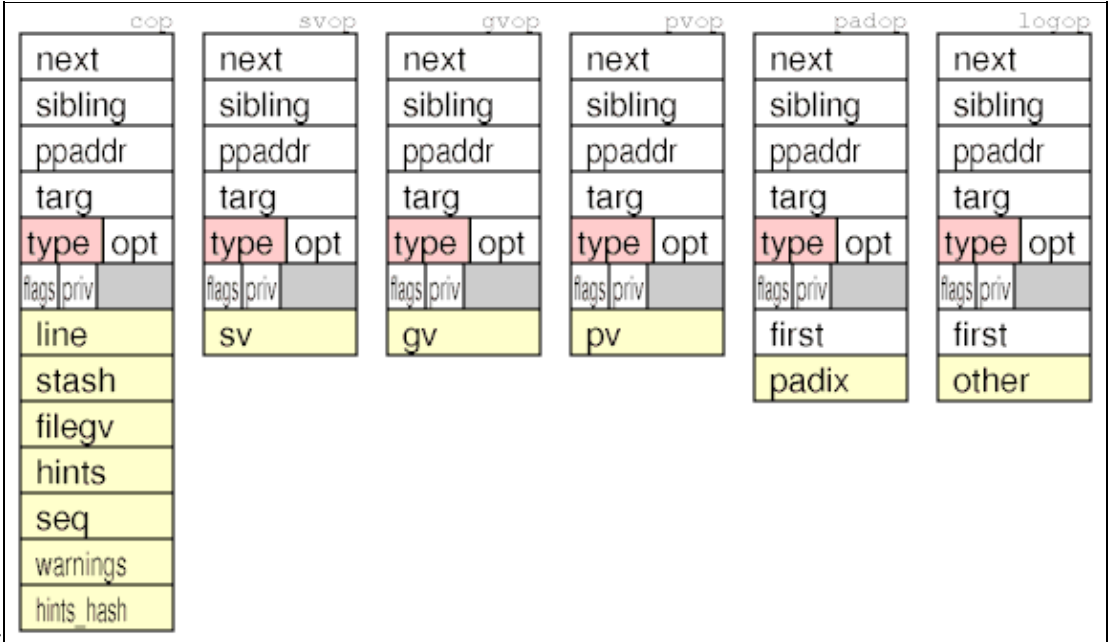 cop svop gvop pvop padop logop
next next next next next next
sibling sibling sibling sibling sibling sibling
ppaddr ppaddr ppaddr ppaddr ppaddr ppaddr
targ targ targ targ targ targ
type opt type opt type opt type opt type opt type opt
flags priv flags priv flags priv flags priv flags priv flags priv
line sv gv pv first first
stash padix other
filegv
hints
seq
warnings
hints_hash